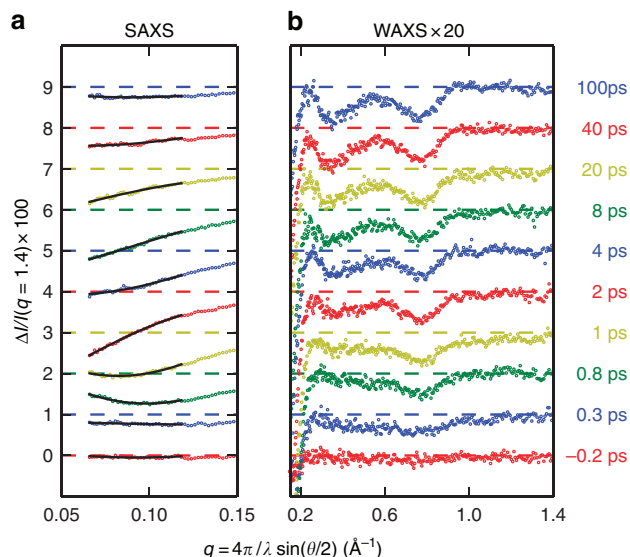 a
SAXS
b
WAXS × 20
ΔI/I(q = 1.4) × 100
9
8
7
6
5
4
3
2
1
0
100ps
40 ps
20 ps
8 ps
4 ps
2 ps
1 ps
0.8 ps
0.3 ps
−0.2 ps
0.05 0.10 0.15
0.2 0.6 1.0 1.4
q = 4π/λ sin(θ/2) (Å⁻¹)